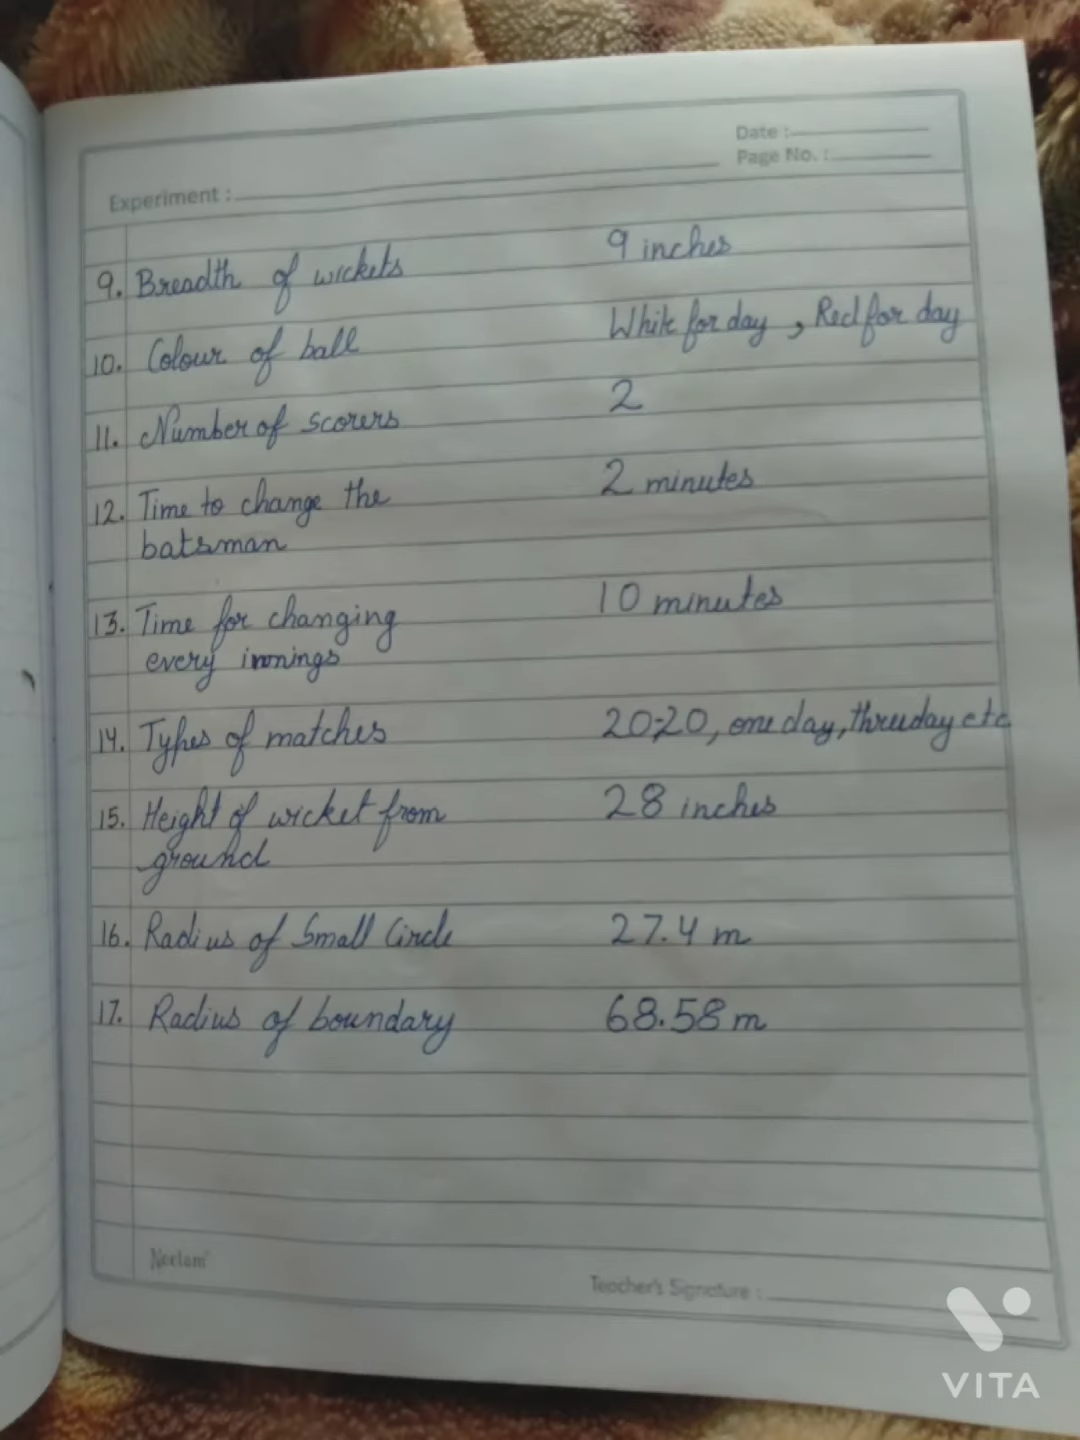 Date :
Page No. :
Experiment :
9. Breadth of wickets 9 inches
10. Colour of ball White for day , Red for day
11. Number of scorers 2
12. Time to change the 2 minutes
batsman
13. Time for changing 10 minutes
every innings
14. Types of matches 20-20, one day, threeday etc
15. Height of wicket from 28 inches
ground
16. Radius of Small Circle 27.4 m
17. Radius of boundary 68.58 m
Neelam
Teacher's Signature :
VITA